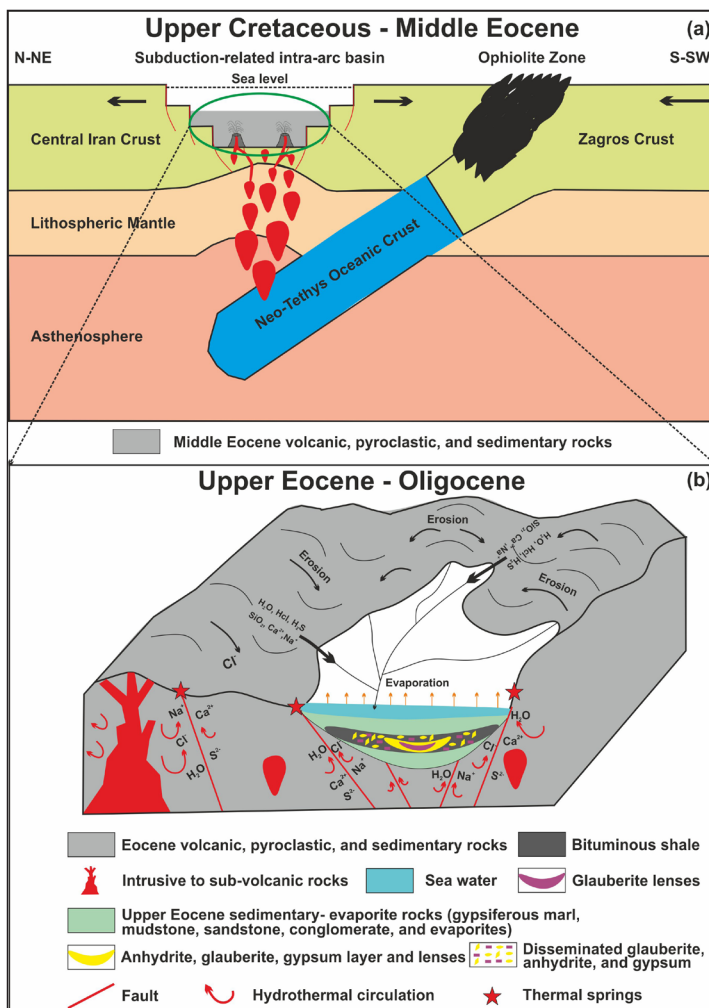 Upper Cretaceous - Middle Eocene
(a)
N-NE
Subduction-related intra-arc basin
Ophiolite Zone
S-SW
Sea level
Central Iran Crust
Zagros Crust
Lithospheric Mantle
Neo-Tethys Oceanic Crust
Asthenosphere
Middle Eocene volcanic, pyroclastic, and sedimentary rocks
Upper Eocene - Oligocene
(b)
Erosion
H₂O, Hcl, H₂S
SiO₂, Ca²⁺, Na⁺
Erosion
Erosion
H₂O, Hcl, H₂S
SiO₂, Ca²⁺, Na⁺
Cl⁻
Evaporation
Na⁺
Ca²⁺
Cl⁻
H₂O
S²⁻
H₂O
Cl⁻
Na⁺
Ca²⁺
S²⁻
H₂O
Cl⁻
Ca²⁺
H₂O
Na⁺
S²⁻
Eocene volcanic, pyroclastic, and sedimentary rocks
Bituminous shale
Intrusive to sub-volcanic rocks
Sea water
Glauberite lenses
Upper Eocene sedimentary- evaporite rocks (gypsiferous marl,
mudstone, sandstone, conglomerate, and evaporites)
Anhydrite, glauberite, gypsum layer and lenses
Disseminated glauberite,
anhydrite, and gypsum
Fault
Hydrothermal circulation
Thermal springs